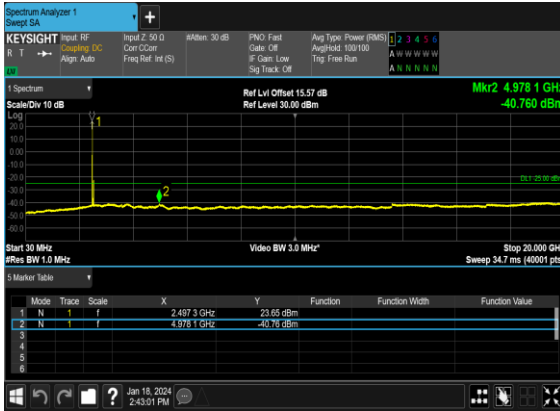 Spectrum Analyzer 1
Swept SA
+
KEYSIGHT Input: RF Input Z: 50 Ω #Atten: 30 dB PNO: Fast Avg Type: Power (RMS) 1 2 3 4 5 6
R T Coupling: DC Corr CCorr Gate: Off Avg|Hold: 100/100 A W W W W W
Align: Auto Freq Ref: Int (S) IF Gain: Low Trig: Free Run
Sig Track: Off A N N N N N
1 Spectrum Ref Lvl Offset 15.57 dB Mkr2 4.978 1 GHz
Scale/Div 10 dB Ref Level 30.00 dBm -40.760 dBm
Log
20.0
10.0
0.00
-10.0
-20.0
-30.0
-40.0
-50.0
-60.0
1
2
DL1 -25.00 dBm
Start 30 MHz Video BW 3.0 MHz* Stop 20.000 GHz
#Res BW 1.0 MHz Sweep 34.7 ms (40001 pts)
5 Marker Table
Mode Trace Scale X Y Function Function Width Function Value
1 N 1 f 2.497 3 GHz 23.65 dBm
2 N 1 f 4.978 1 GHz -40.76 dBm
3
4
5
6
? Jan 18, 2024
2:43:01 PM